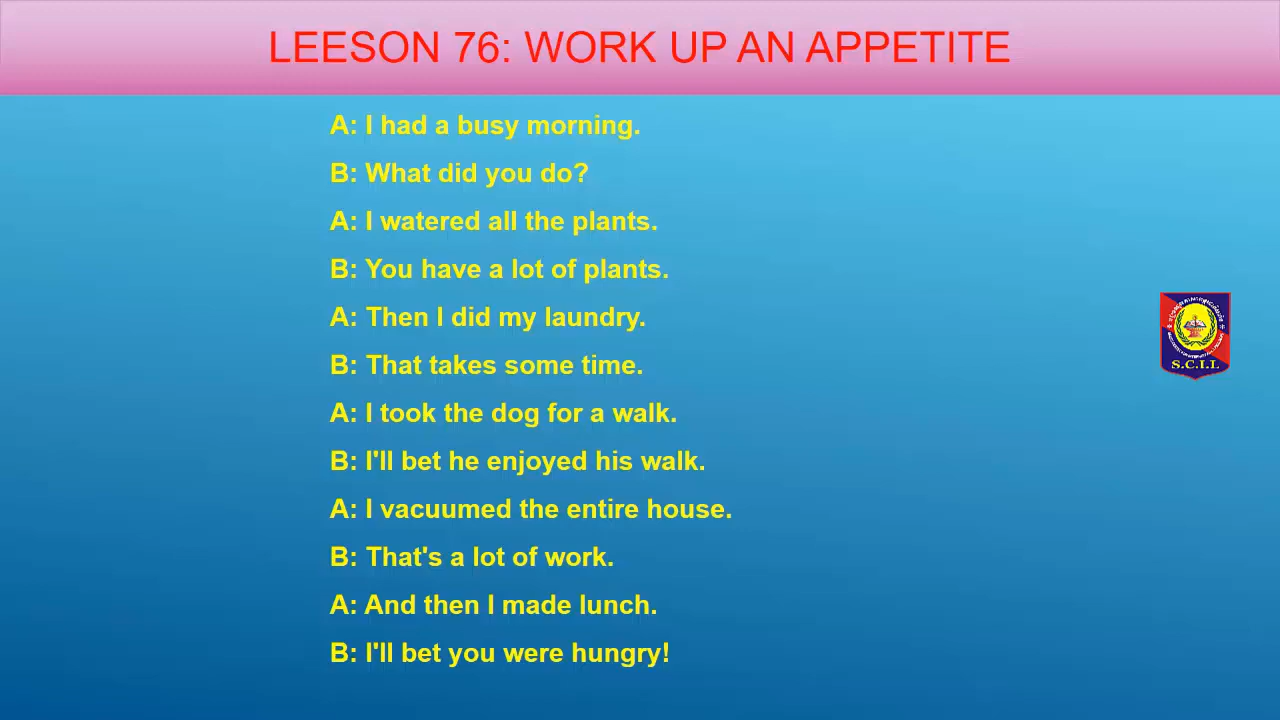 LEESON 76: WORK UP AN APPETITE
A: I had a busy morning.
B: What did you do?
A: I watered all the plants.
B: You have a lot of plants.
A: Then I did my laundry.
B: That takes some time.
A: I took the dog for a walk.
B: I'll bet he enjoyed his walk.
A: I vacuumed the entire house.
B: That's a lot of work.
A: And then I made lunch.
B: I'll bet you were hungry!
S.C.I.L